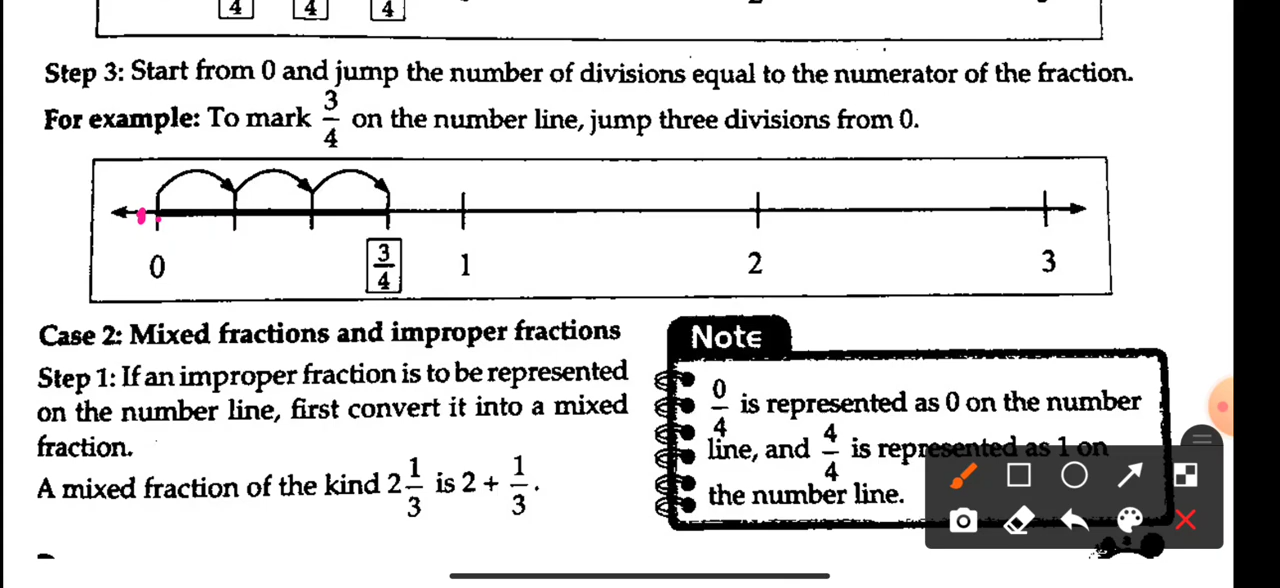 4 4 4
Step 3: Start from 0 and jump the number of divisions equal to the numerator of the fraction.
For example: To mark 3/4 on the number line, jump three divisions from 0.
0 3/4 1 2 3
Case 2: Mixed fractions and improper fractions
Step 1: If an improper fraction is to be represented
on the number line, first convert it into a mixed
fraction.
A mixed fraction of the kind 2 1/3 is 2 + 1/3.
Note
0/4 is represented as 0 on the number
line, and 4/4 is represented as 1 on
the number line.